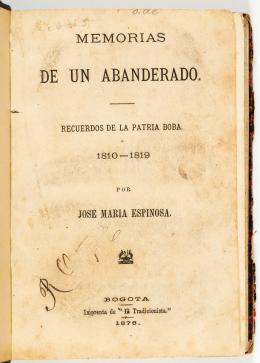 MEMORIAS
DE UN ABANDERADO.
RECUERDOS DE LA PATRIA BOBA.
1810—1819
POR
JOSE MARIA ESPINOSA.
BOGOTA
Imprenta de "El Tradicionista."
1876.